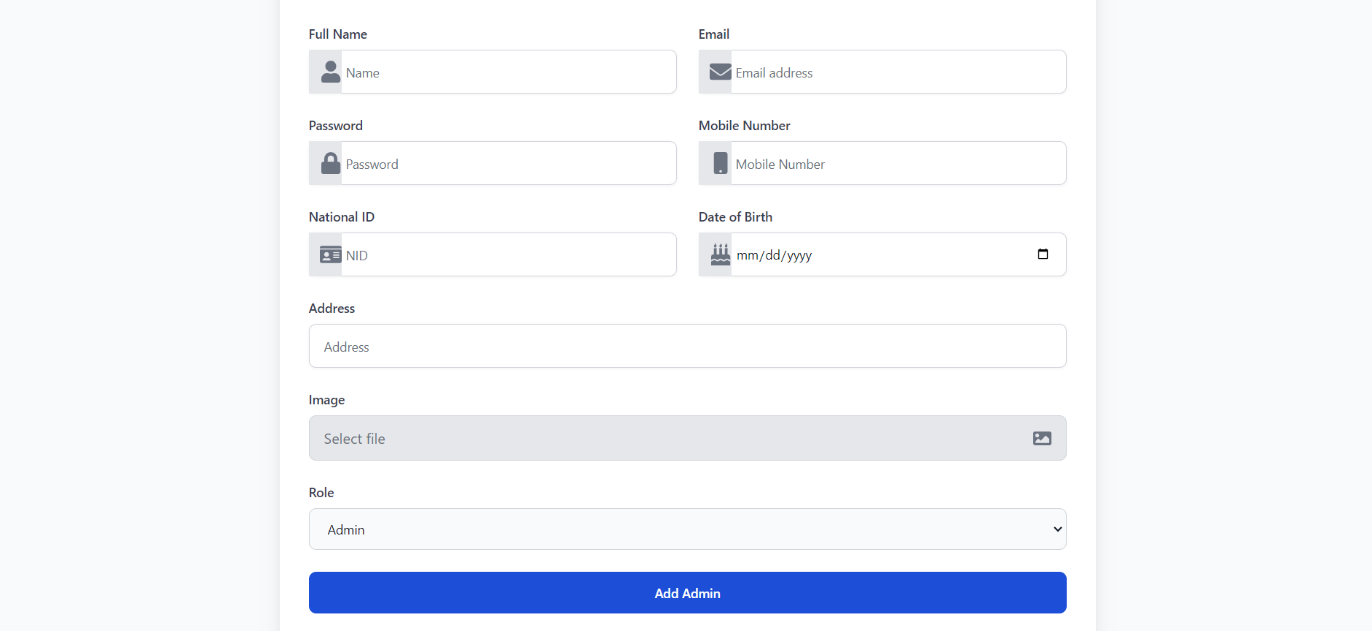 Full Name
Email
Name
Email address
Password
Mobile Number
Password
Mobile Number
National ID
Date of Birth
NID
mm/dd/yyyy
Address
Address
Image
Select file
Role
Admin
Add Admin